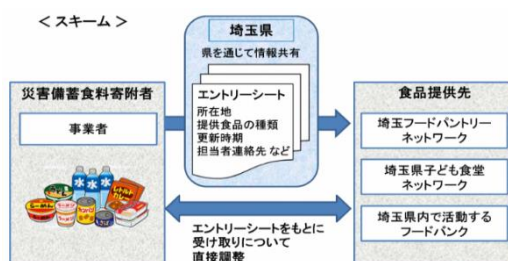 ＜スキーム＞
埼玉県
県を通じて情報共有
エントリーシート
所在地
提供食品の種類
更新時期
担当者連絡先 など
災害備蓄食料寄附者
事業者
水 水 水
食品提供先
埼玉フードパントリー
ネットワーク
埼玉県子ども食堂
ネットワーク
埼玉県内で活動する
フードバンク
エントリーシートをもとに
受け取りについて
直接調整